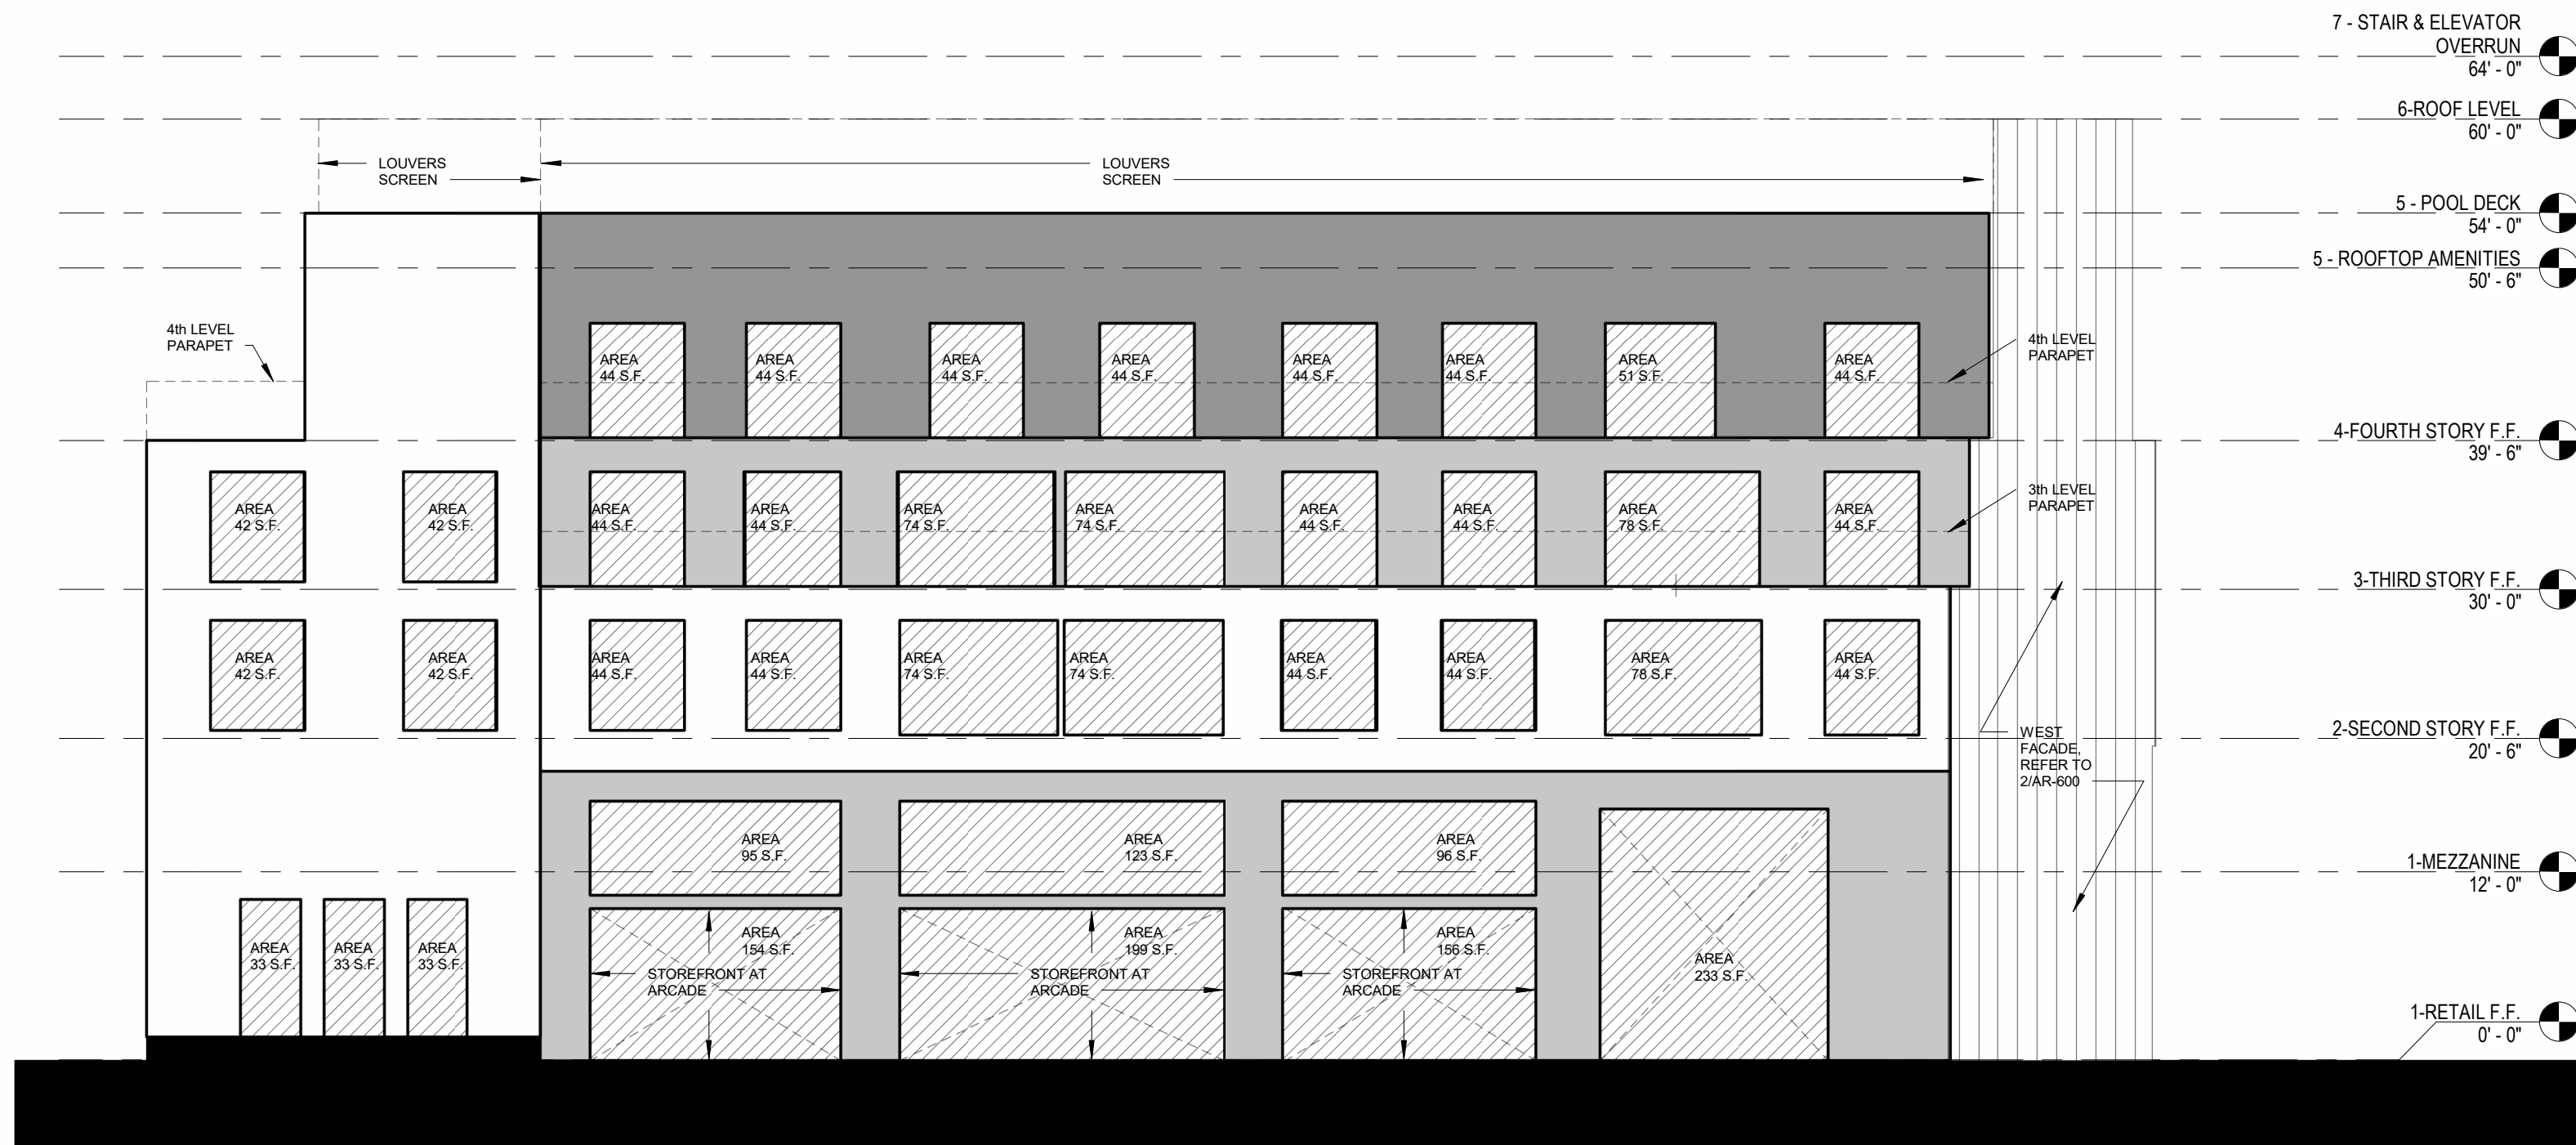 7 - STAIR & ELEVATOR
OVERRUN
64' - 0"
6-ROOF LEVEL
60' - 0"
LOUVERS
SCREEN
LOUVERS
SCREEN
5 - POOL DECK
54' - 0"
5 - ROOFTOP AMENITIES
50' - 6"
4th LEVEL
PARAPET
AREA
44 S.F.
AREA
44 S.F.
AREA
44 S.F.
AREA
44 S.F.
AREA
44 S.F.
AREA
44 S.F.
AREA
51 S.F.
AREA
44 S.F.
4th LEVEL
PARAPET
4-FOURTH STORY F.F.
39' - 6"
AREA
42 S.F.
AREA
42 S.F.
AREA
44 S.F.
AREA
44 S.F.
AREA
74 S.F.
AREA
74 S.F.
AREA
44 S.F.
AREA
44 S.F.
AREA
78 S.F.
AREA
44 S.F.
3th LEVEL
PARAPET
3-THIRD STORY F.F.
30' - 0"
AREA
42 S.F.
AREA
42 S.F.
AREA
44 S.F.
AREA
44 S.F.
AREA
74 S.F.
AREA
74 S.F.
AREA
44 S.F.
AREA
44 S.F.
AREA
78 S.F.
AREA
44 S.F.
WEST
FACADE,
REFER TO
2/AR-600
2-SECOND STORY F.F.
20' - 6"
AREA
95 S.F.
AREA
123 S.F.
AREA
96 S.F.
1-MEZZANINE
12' - 0"
AREA
33 S.F.
AREA
33 S.F.
AREA
33 S.F.
AREA
154 S.F.
STOREFRONT AT
ARCADE
AREA
199 S.F.
STOREFRONT AT
ARCADE
AREA
156 S.F.
STOREFRONT AT
ARCADE
AREA
233 S.F.
1-RETAIL F.F.
0' - 0"